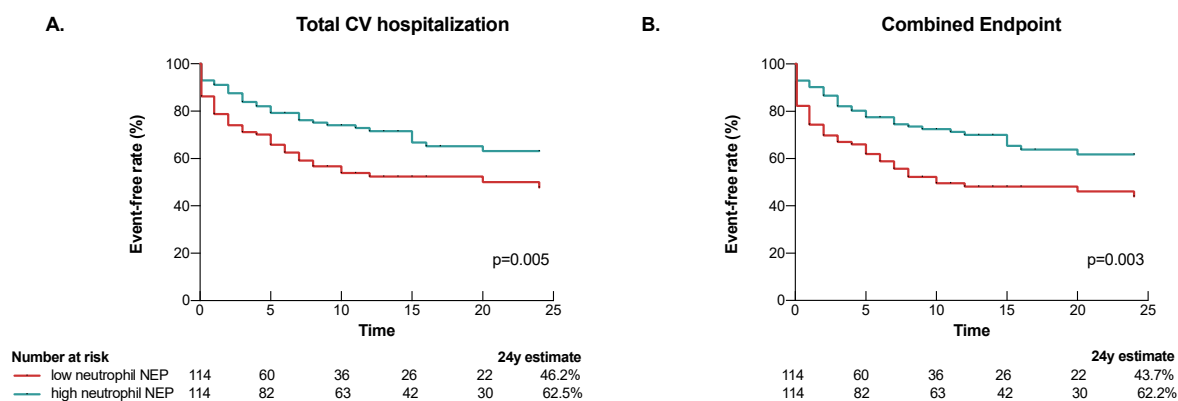 A. Total CV hospitalization
100
80
60
40
20
0
Event-free rate (%)
0 5 10 15 20 25
Time
p=0.005
Number at risk 24y estimate
low neutrophil NEP 114 60 36 26 22 46.2%
high neutrophil NEP 114 82 63 42 30 62.5%
B. Combined Endpoint
100
80
60
40
20
0
Event-free rate (%)
0 5 10 15 20 25
Time
p=0.003
24y estimate
114 60 36 26 22 43.7%
114 82 63 42 30 62.2%